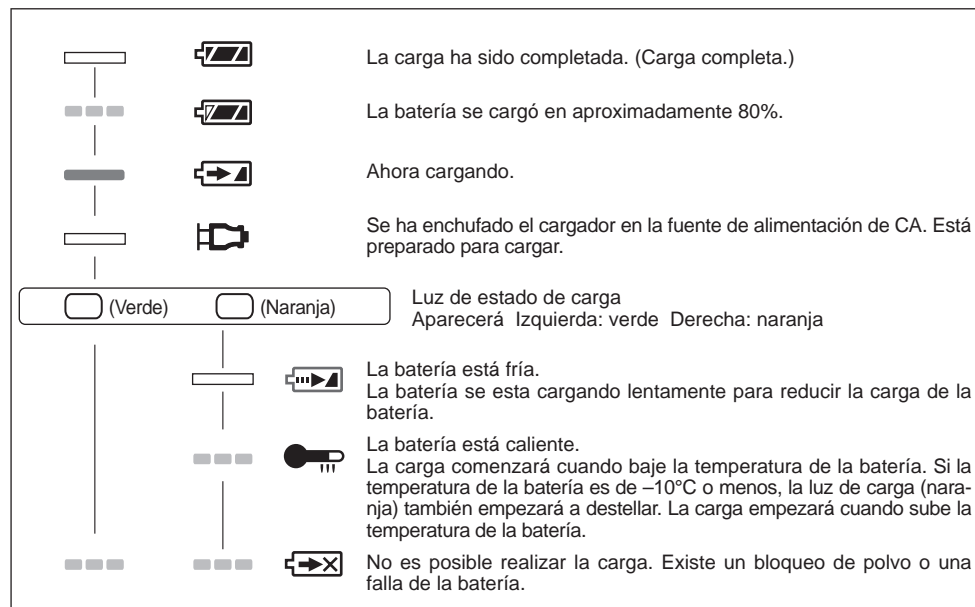 La carga ha sido completada. (Carga completa.)
La batería se cargó en aproximadamente 80%.
Ahora cargando.
Se ha enchufado el cargador en la fuente de alimentación de CA. Está
preparado para cargar.
(Verde) (Naranja)
Luz de estado de carga
Aparecerá Izquierda: verde Derecha: naranja
La batería está fría.
La batería se esta cargando lentamente para reducir la carga de la
batería.
La batería está caliente.
La carga comenzará cuando baje la temperatura de la batería. Si la
temperatura de la batería es de –10°C o menos, la luz de carga (nara-
nja) también empezará a destellar. La carga empezará cuando sube la
temperatura de la batería.
No es posible realizar la carga. Existe un bloqueo de polvo o una
falla de la batería.